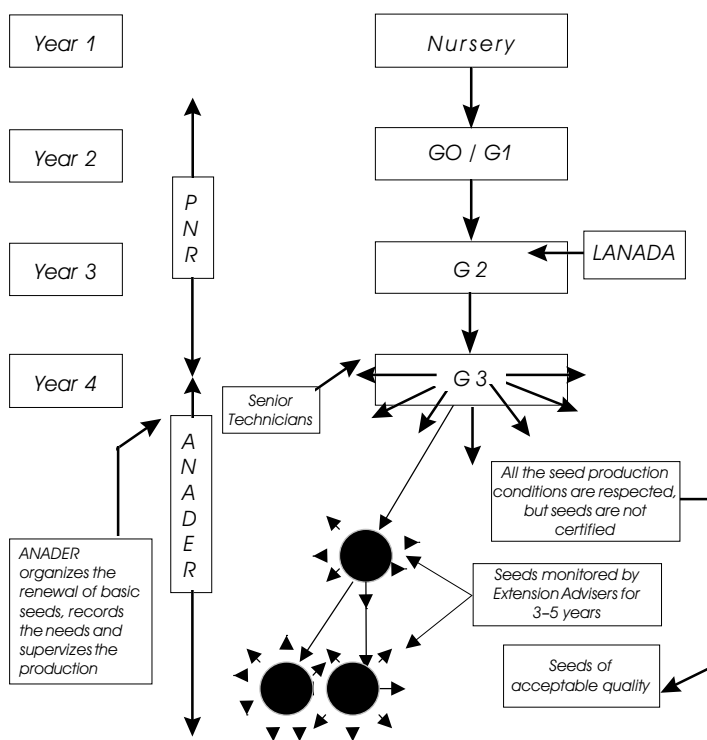 Year 1
Nursery
Year 2
GO / G1
PNR
Year 3
G 2
LANADA
Year 4
G 3
Senior
Technicians
ANADER
All the seed production
conditions are respected,
but seeds are not
certified
ANADER
organizes the
renewal of basic
seeds, records
the needs and
supervizes the
production
Seeds monitored by
Extension Advisers for
3–5 years
Seeds of
acceptable quality